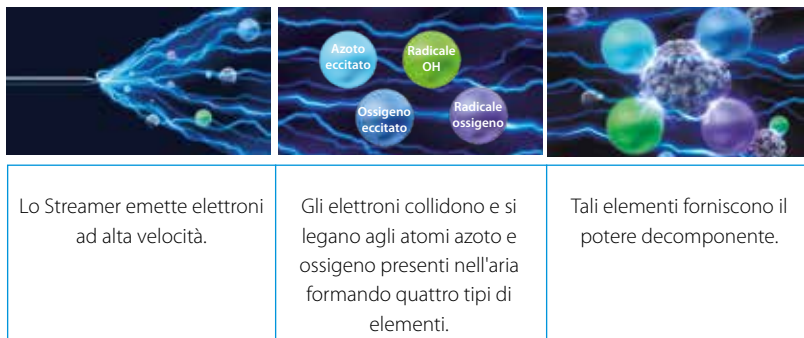 Azoto
eccitato
Radicale
OH
Ossigeno
eccitato
Radicale
ossigeno
Lo Streamer emette elettroni
ad alta velocità.
Gli elettroni collidono e si
legano agli atomi azoto e
ossigeno presenti nell'aria
formando quattro tipi di
elementi.
Tali elementi forniscono il
potere decomponente.